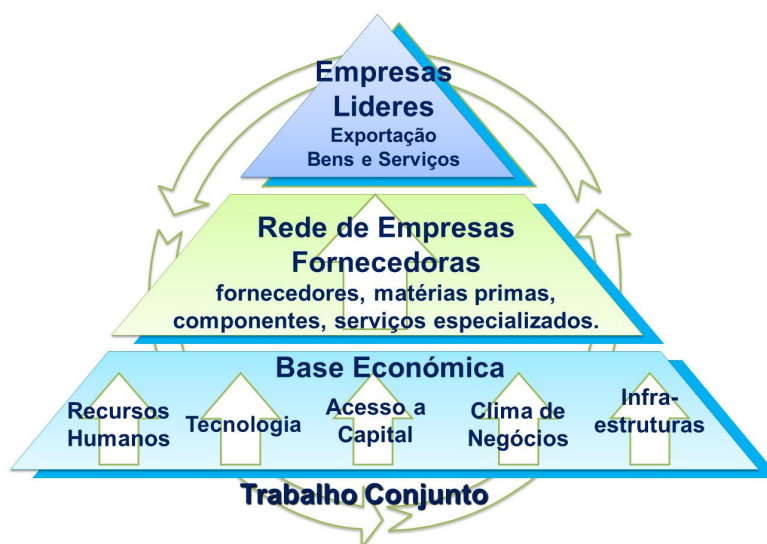 Empresas
Lideres
Exportação
Bens e Serviços
Rede de Empresas
Fornecedoras
fornecedores, matérias primas,
componentes, serviços especializados.
Base Económica
Recursos
Humanos
Tecnologia
Acesso a
Capital
Clima de
Negócios
Infra-
estruturas
Trabalho Conjunto